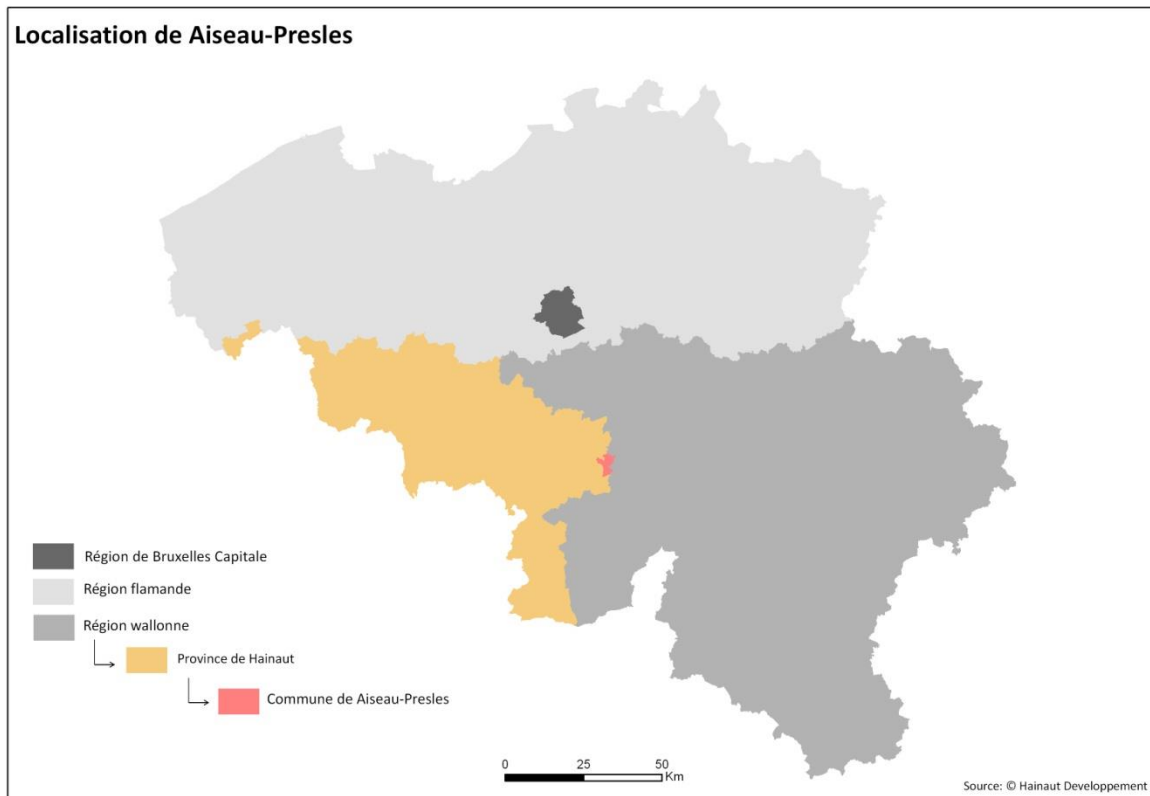 Localisation de Aiseau-Presles
Région de Bruxelles Capitale
Région flamande
Région wallonne
Province de Hainaut
Commune de Aiseau-Presles
0 25 50
Km
Source: © Hainaut Developpement